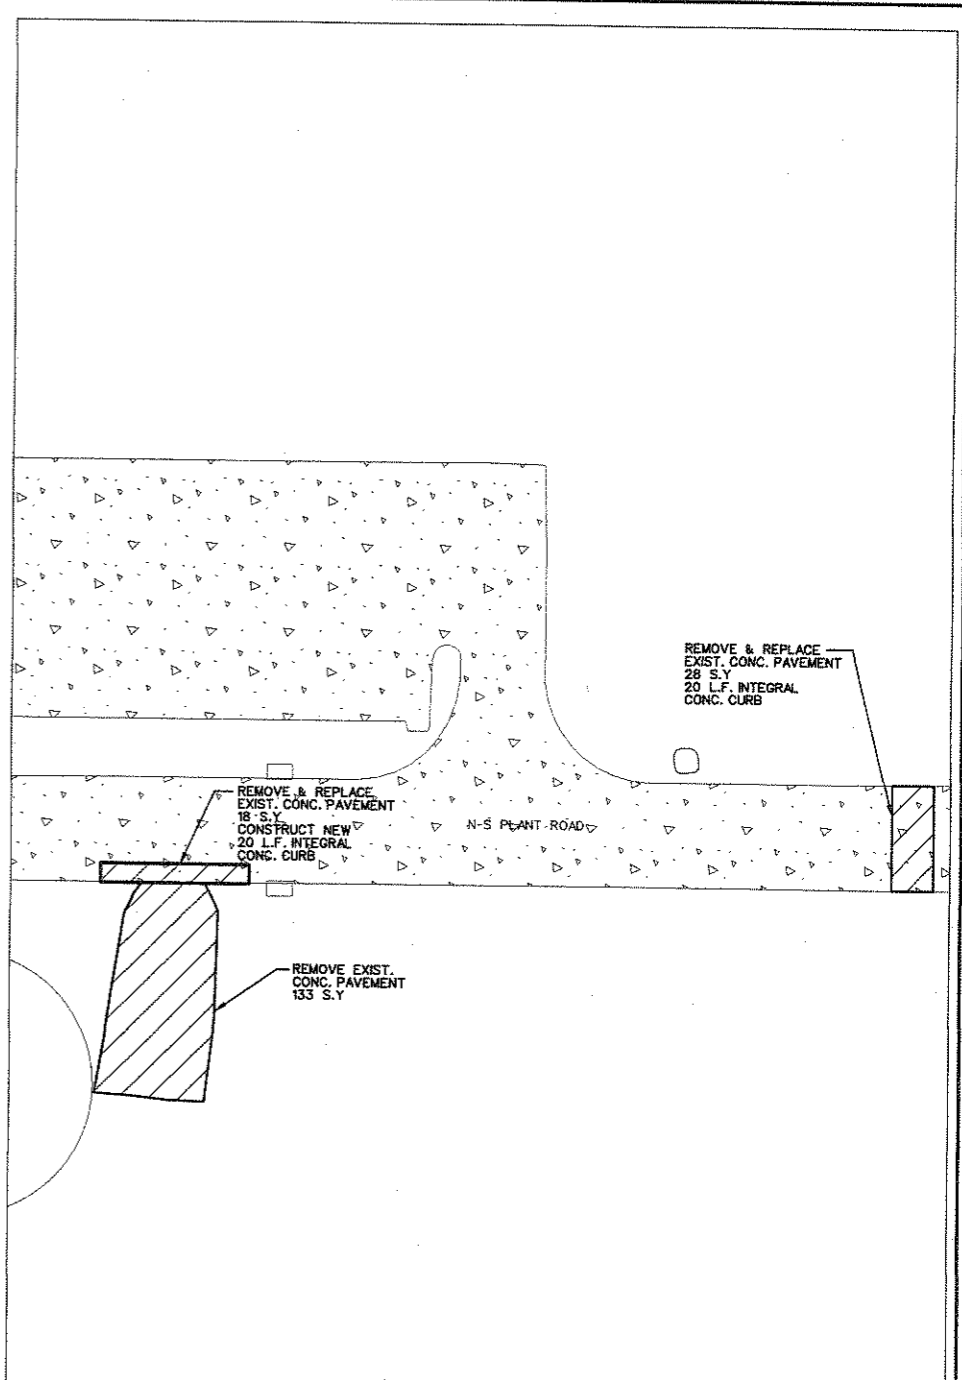 REMOVE & REPLACE
EXIST. CONC. PAVEMENT
28 S.Y
20 L.F. INTEGRAL
CONC. CURB
REMOVE & REPLACE
EXIST. CONC. PAVEMENT
18 S.Y
CONSTRUCT NEW
20 L.F. INTEGRAL
CONC. CURB
N-S PLANT ROAD
REMOVE EXIST.
CONC. PAVEMENT
133 S.Y